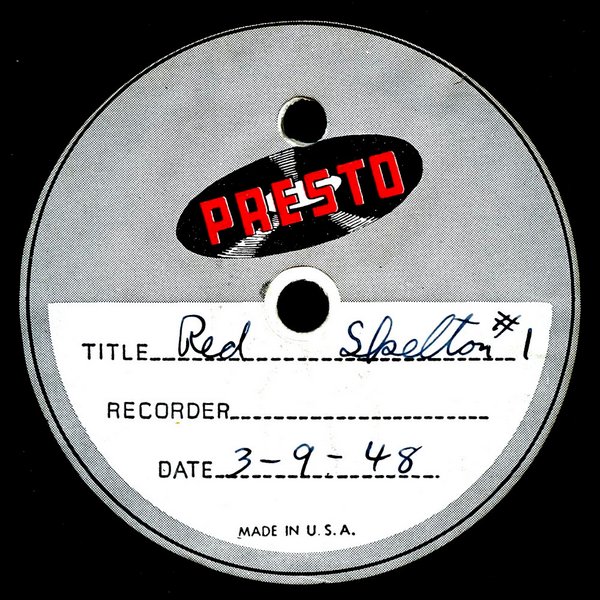 PRESTO
TITLE Red Skelton #1
RECORDER
DATE 3-9-48
MADE IN U.S.A.